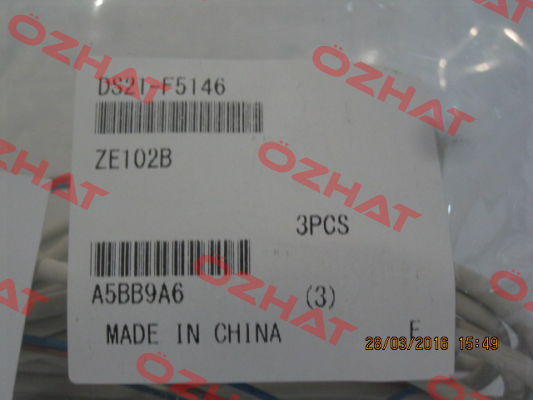 DS21-F5146
ZE102B
3PCS
A5BB9A6 (3)
MADE IN CHINA F
28/03/2016 15:49
ÖZHAT
ÖZHAT
ÖZHAT
ÖZHAT
ÖZHAT
ÖZHAT
ÖZHAT